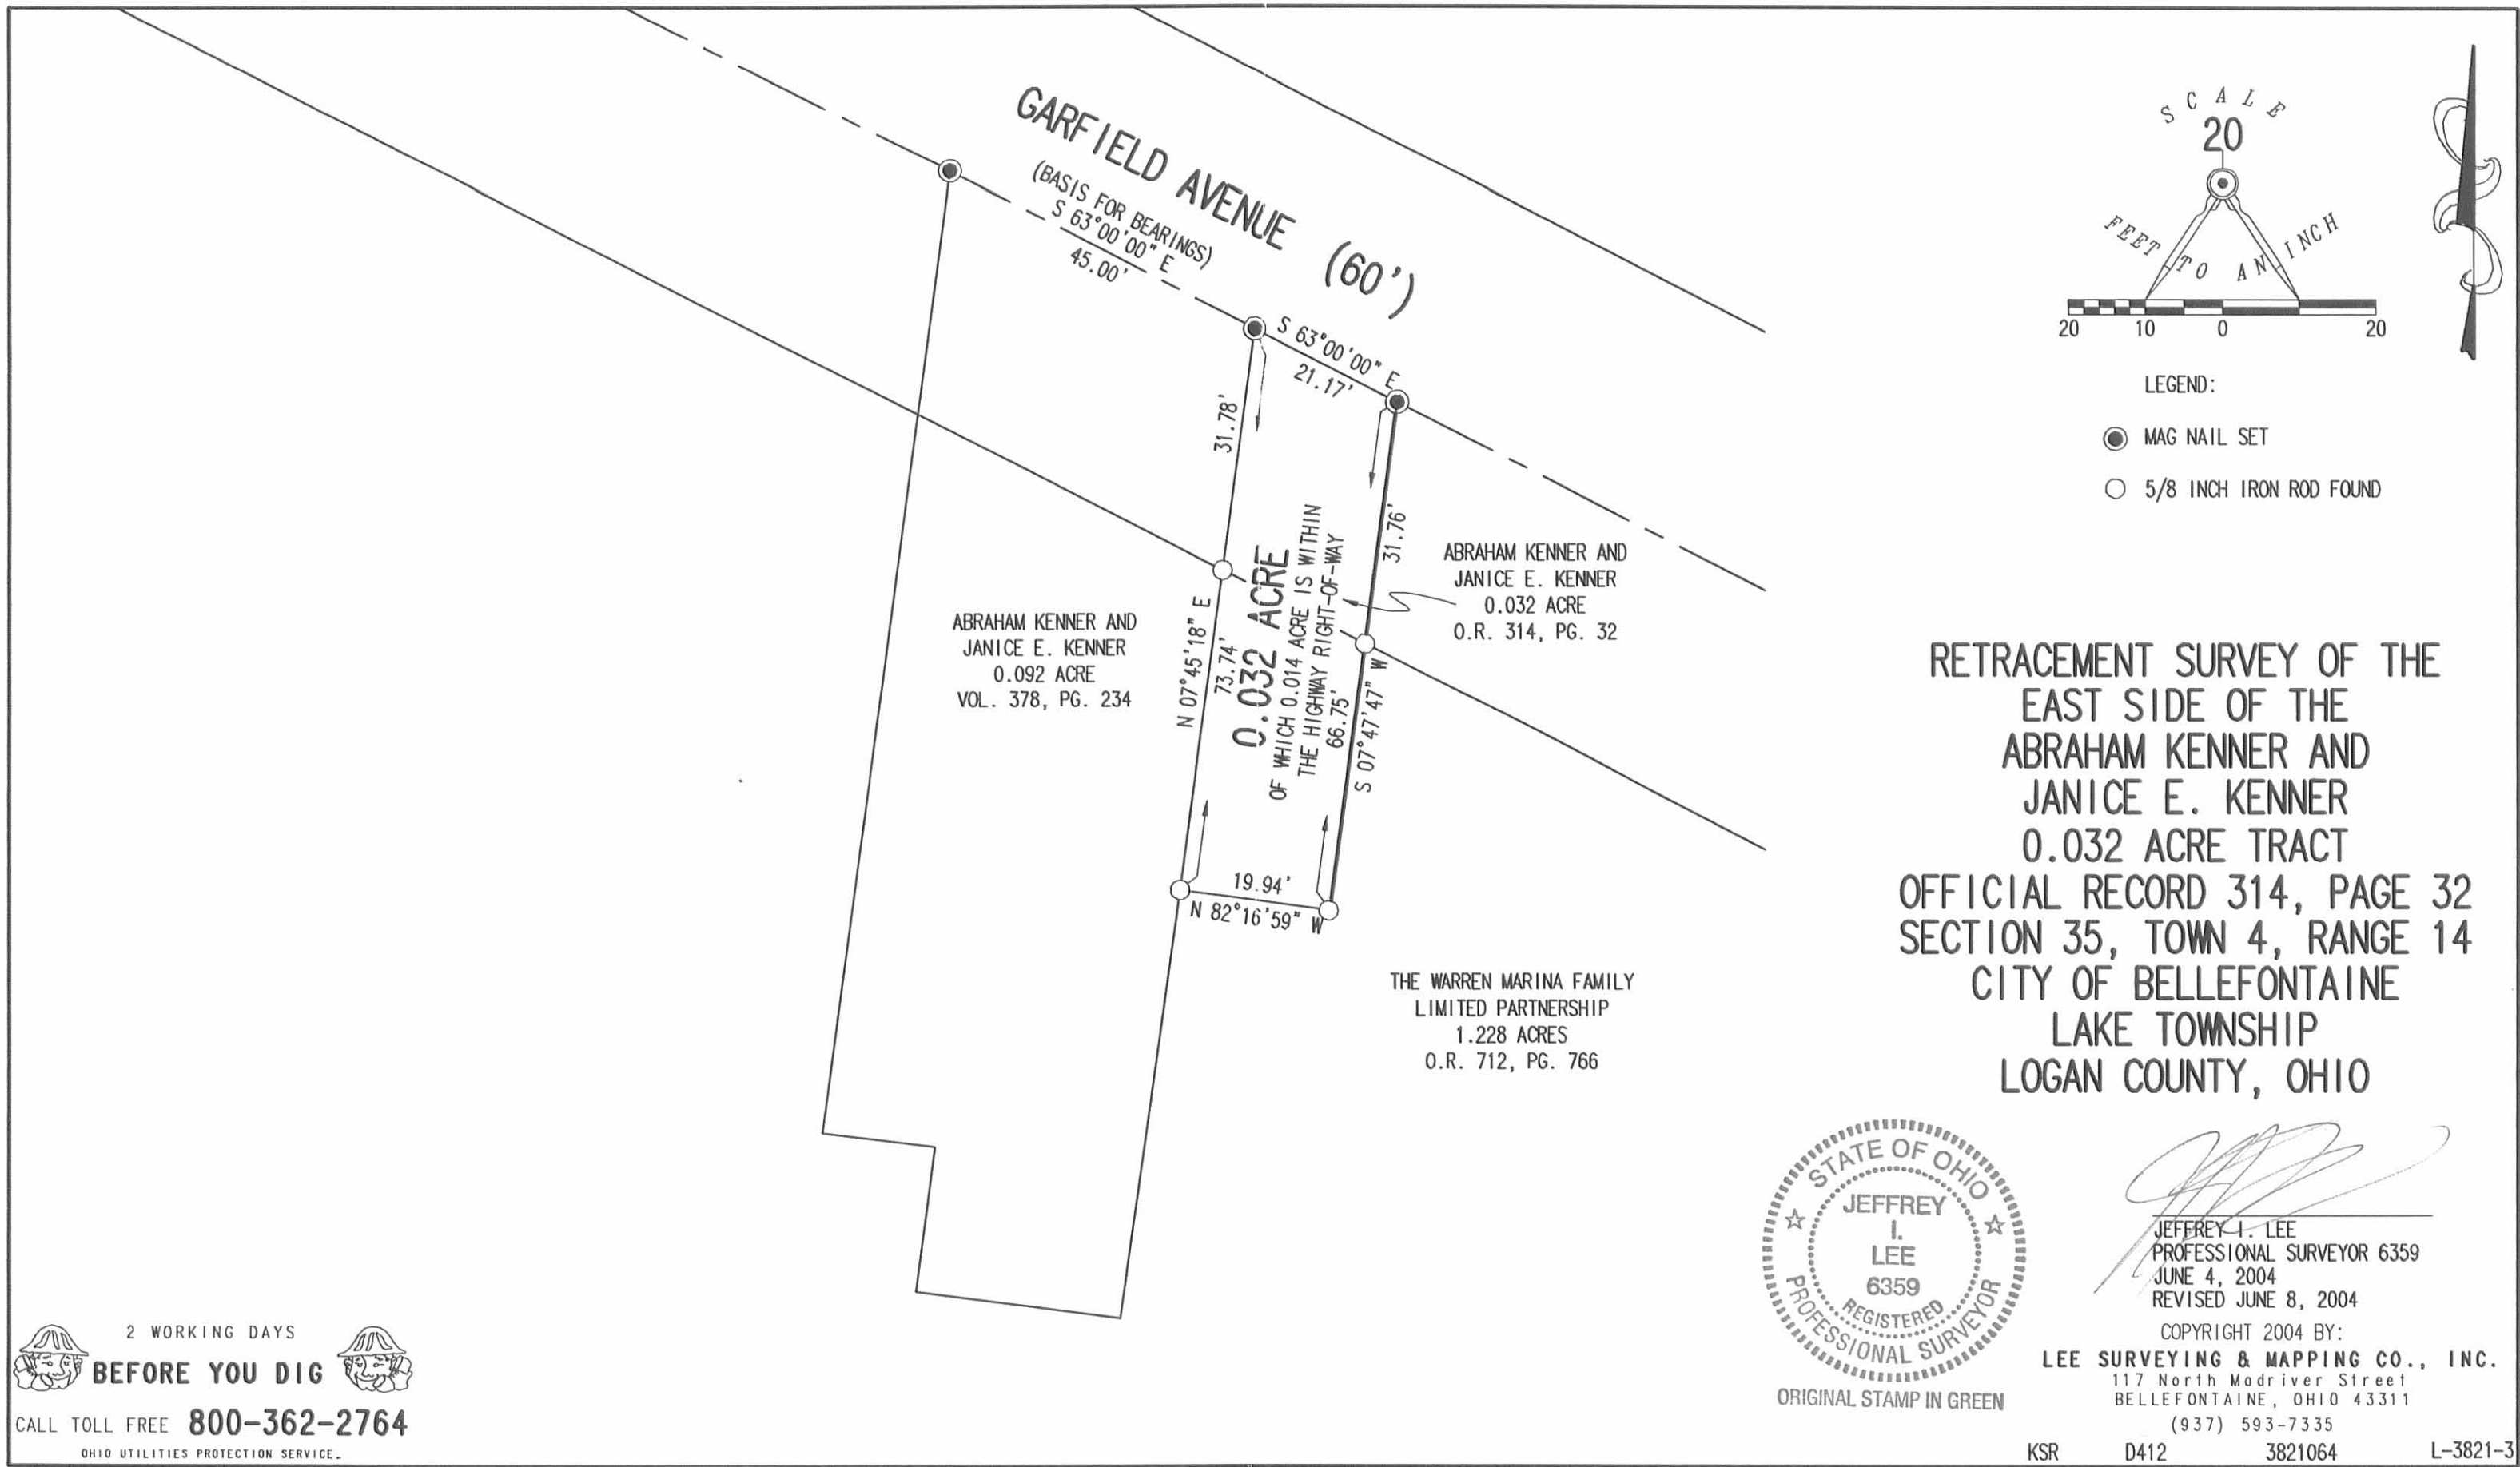 GARFIELD AVENUE (60')
(BASIS FOR BEARINGS)
S 63°00'00" E
45.00'
S 63°00'00" E
21.17'
31.78'
31.76'
N 07°45'18" E
73.74'
0.032 ACRE
OF WHICH 0.014 ACRE IS WITHIN
THE HIGHWAY RIGHT-OF-WAY
66.75'
S 07°47'47" W
19.94'
N 82°16'59" W
ABRAHAM KENNER AND
JANICE E. KENNER
0.092 ACRE
VOL. 378, PG. 234
ABRAHAM KENNER AND
JANICE E. KENNER
0.032 ACRE
O.R. 314, PG. 32
THE WARREN MARINA FAMILY
LIMITED PARTNERSHIP
1.228 ACRES
O.R. 712, PG. 766
SCALE
20
FEET TO AN INCH
20 10 0 20
LEGEND:
MAG NAIL SET
5/8 INCH IRON ROD FOUND
RETRACEMENT SURVEY OF THE
EAST SIDE OF THE
ABRAHAM KENNER AND
JANICE E. KENNER
0.032 ACRE TRACT
OFFICIAL RECORD 314, PAGE 32
SECTION 35, TOWN 4, RANGE 14
CITY OF BELLEFONTAINE
LAKE TOWNSHIP
LOGAN COUNTY, OHIO
STATE OF OHIO
JEFFREY
I.
LEE
6359
REGISTERED
PROFESSIONAL SURVEYOR
ORIGINAL STAMP IN GREEN
JEFFREY I. LEE
PROFESSIONAL SURVEYOR 6359
JUNE 4, 2004
REVISED JUNE 8, 2004
COPYRIGHT 2004 BY:
LEE SURVEYING & MAPPING CO., INC.
117 North Madriver Street
BELLEFONTAINE, OHIO 43311
(937) 593-7335
KSR D412 3821064 L-3821-3
2 WORKING DAYS
BEFORE YOU DIG
CALL TOLL FREE 800-362-2764
OHIO UTILITIES PROTECTION SERVICE.